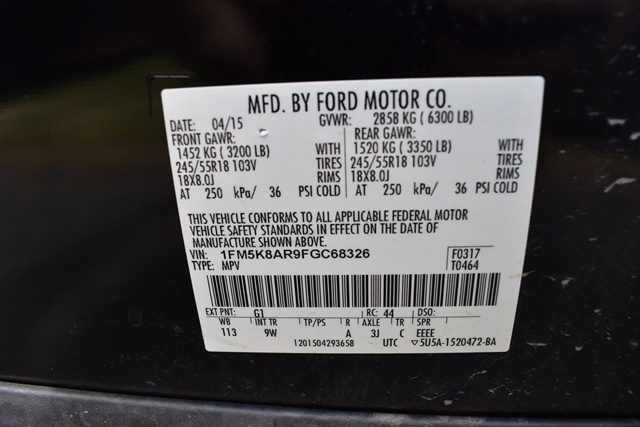 MFD. BY FORD MOTOR CO.
DATE: 04/15 GVWR: 2858 KG ( 6300 LB)
FRONT GAWR: REAR GAWR:
1452 KG ( 3200 LB) WITH 1520 KG ( 3350 LB) WITH
245/55R18 103V TIRES 245/55R18 103V TIRES
18X8.0J RIMS 18X8.0J RIMS
AT 250 kPa/ 36 PSI COLD AT 250 kPa/ 36 PSI COLD
THIS VEHICLE CONFORMS TO ALL APPLICABLE FEDERAL MOTOR
VEHICLE SAFETY STANDARDS IN EFFECT ON THE DATE OF
MANUFACTURE SHOWN ABOVE.
VIN: 1FM5K8AR9FGC68326 F0317
TYPE: MPV T0464
EXT PNT: G1 RC: 44 DSO:
WB INT TR TP/PS R AXLE TR SPR
113 9W A 3J C EEEE
1201504293658 UTC ▽5U5A-1520472-BA